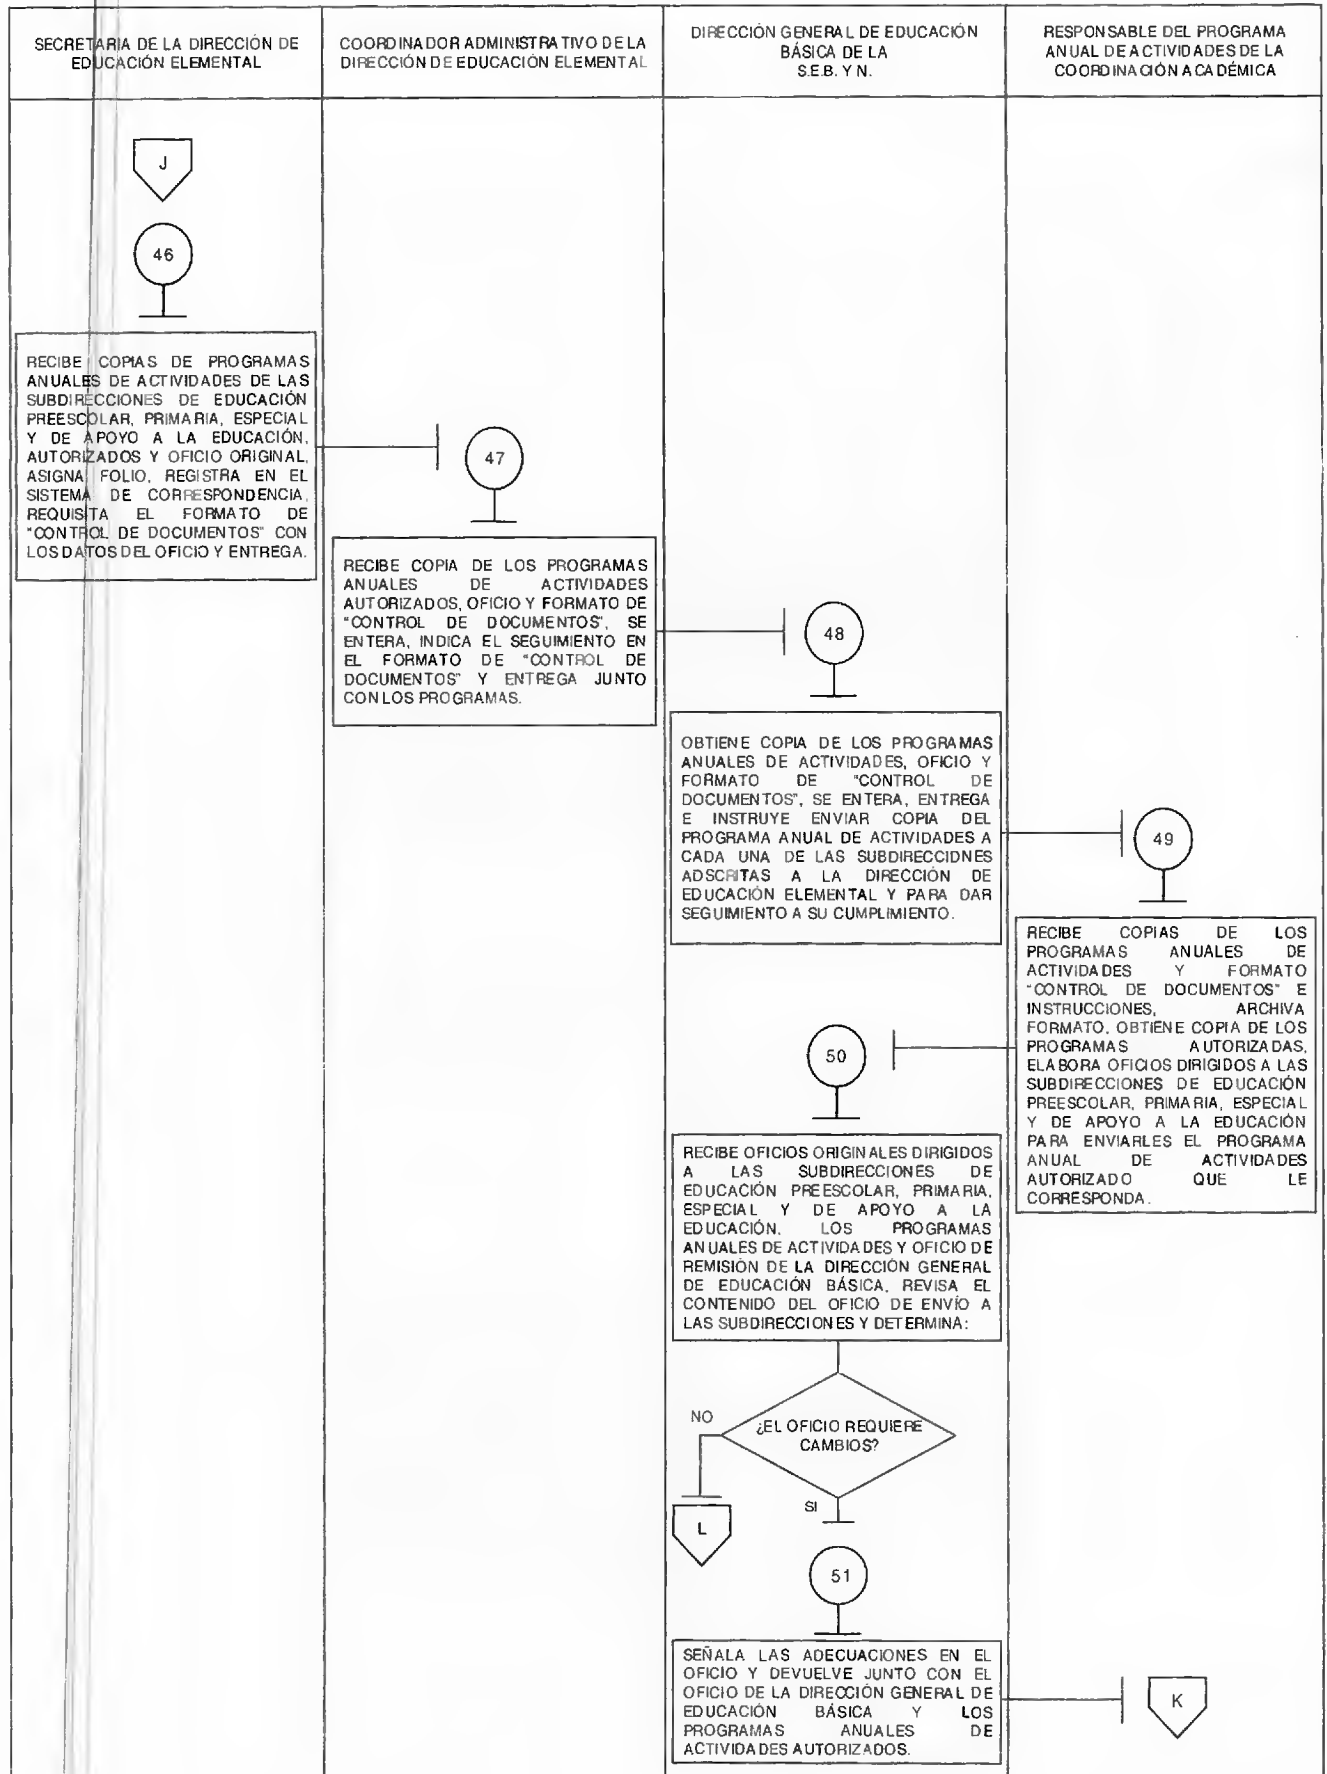 SECRETARIA DE LA DIRECCIÓN DE
EDUCACIÓN ELEMENTAL
COORDINADOR ADMINISTRATIVO DE LA
DIRECCIÓN DE EDUCACIÓN ELEMENTAL
DIRECCIÓN GENERAL DE EDUCACIÓN
BÁSICA DE LA
S.E.B. Y N.
RESPONSABLE DEL PROGRAMA
ANUAL DE ACTIVIDADES DE LA
COORDINACIÓN ACADÉMICA
J
46
RECIBE COPIAS DE PROGRAMAS
ANUALES DE ACTIVIDADES DE LAS
SUBDIRECCIONES DE EDUCACIÓN
PREESCOLAR, PRIMARIA, ESPECIAL
Y DE APOYO A LA EDUCACIÓN,
AUTORIZADOS Y OFICIO ORIGINAL,
ASIGNA FOLIO, REGISTRA EN EL
SISTEMA DE CORRESPONDENCIA,
REQUISITA EL FORMATO DE
"CONTROL DE DOCUMENTOS" CON
LOS DATOS DEL OFICIO Y ENTREGA.
47
RECIBE COPIA DE LOS PROGRAMAS
ANUALES DE ACTIVIDADES
AUTORIZADOS, OFICIO Y FORMATO DE
"CONTROL DE DOCUMENTOS", SE
ENTERA, INDICA EL SEGUIMIENTO EN
EL FORMATO DE "CONTROL DE
DOCUMENTOS" Y ENTREGA JUNTO
CON LOS PROGRAMAS.
48
OBTIENE COPIA DE LOS PROGRAMAS
ANUALES DE ACTIVIDADES, OFICIO Y
FORMATO DE "CONTROL DE
DOCUMENTOS", SE ENTERA, ENTREGA
E INSTRUYE ENVIAR COPIA DEL
PROGRAMA ANUAL DE ACTIVIDADES A
CADA UNA DE LAS SUBDIRECCIDNES
ADSCRITAS A LA DIRECCIÓN DE
EDUCACIÓN ELEMENTAL Y PARA DAR
SEGUIMIENTO A SU CUMPLIMIENTO.
49
RECIBE COPIAS DE LOS
PROGRAMAS ANUALES DE
ACTIVIDADES Y FORMATO
"CONTROL DE DOCUMENTOS" E
INSTRUCCIONES, ARCHIVA
FORMATO, OBTIENE COPIA DE LOS
PROGRAMAS AUTORIZADAS,
ELABORA OFICIOS DIRIGIDOS A LAS
SUBDIRECCIONES DE EDUCACIÓN
PREESCOLAR, PRIMARIA, ESPECIAL
Y DE APOYO A LA EDUCACIÓN
PARA ENVIARLES EL PROGRAMA
ANUAL DE ACTIVIDADES
AUTORIZADO QUE LE
CORRESPONDA.
50
RECIBE OFICIOS ORIGINALES DIRIGIDOS
A LAS SUBDIRECCIONES DE
EDUCACIÓN PREESCOLAR, PRIMARIA,
ESPECIAL Y DE APOYO A LA
EDUCACIÓN, LOS PROGRAMAS
ANUALES DE ACTIVIDADES Y OFICIO DE
REMISIÓN DE LA DIRECCIÓN GENERAL
DE EDUCACIÓN BÁSICA, REVISA EL
CONTENIDO DEL OFICIO DE ENVÍO A
LAS SUBDIRECCIONES Y DETERMINA:
NO
¿EL OFICIO REQUIERE
CAMBIOS?
SI
L
51
SEÑALA LAS ADECUACIONES EN EL
OFICIO Y DEVUELVE JUNTO CON EL
OFICIO DE LA DIRECCIÓN GENERAL DE
EDUCACIÓN BÁSICA Y LOS
PROGRAMAS ANUALES DE
ACTIVIDADES AUTORIZADOS.
K